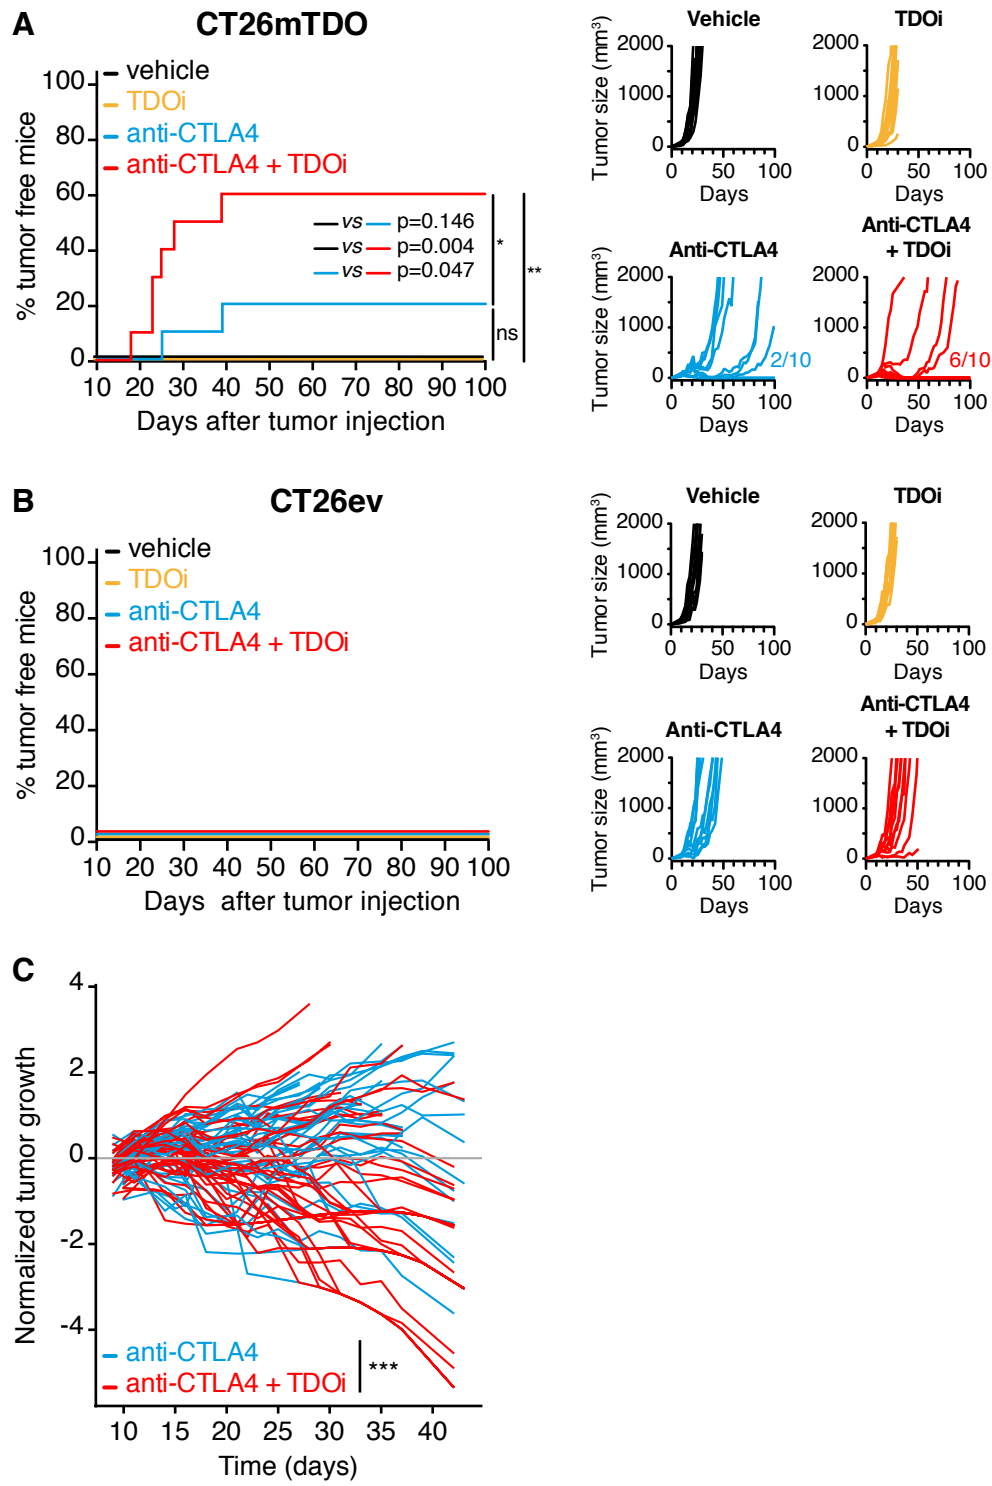 A
CT26mTDO
vehicle
TDOi
anti-CTLA4
anti-CTLA4 + TDOi
% tumor free mice
100
80
60
40
20
0
vs p=0.146
vs p=0.004
vs p=0.047
*
**
ns
10 20 30 40 50 60 70 80 90 100
Days after tumor injection
Vehicle
Tumor size (mm3)
2000
1000
0
0 50 100
Days
TDOi
2000
1000
0
0 50 100
Days
Anti-CTLA4
Tumor size (mm3)
2000
1000
0
2/10
0 50 100
Days
Anti-CTLA4
+ TDOi
2000
1000
0
6/10
0 50 100
Days
B
CT26ev
vehicle
TDOi
anti-CTLA4
anti-CTLA4 + TDOi
% tumor free mice
100
80
60
40
20
0
10 20 30 40 50 60 70 80 90 100
Days after tumor injection
Vehicle
Tumor size (mm3)
2000
1000
0
0 50 100
Days
TDOi
2000
1000
0
0 50 100
Days
Anti-CTLA4
Tumor size (mm3)
2000
1000
0
0 50 100
Days
Anti-CTLA4
+ TDOi
2000
1000
0
0 50 100
Days
C
Normalized tumor growth
4
2
0
-2
-4
anti-CTLA4
anti-CTLA4 + TDOi
***
10 15 20 25 30 35 40
Time (days)